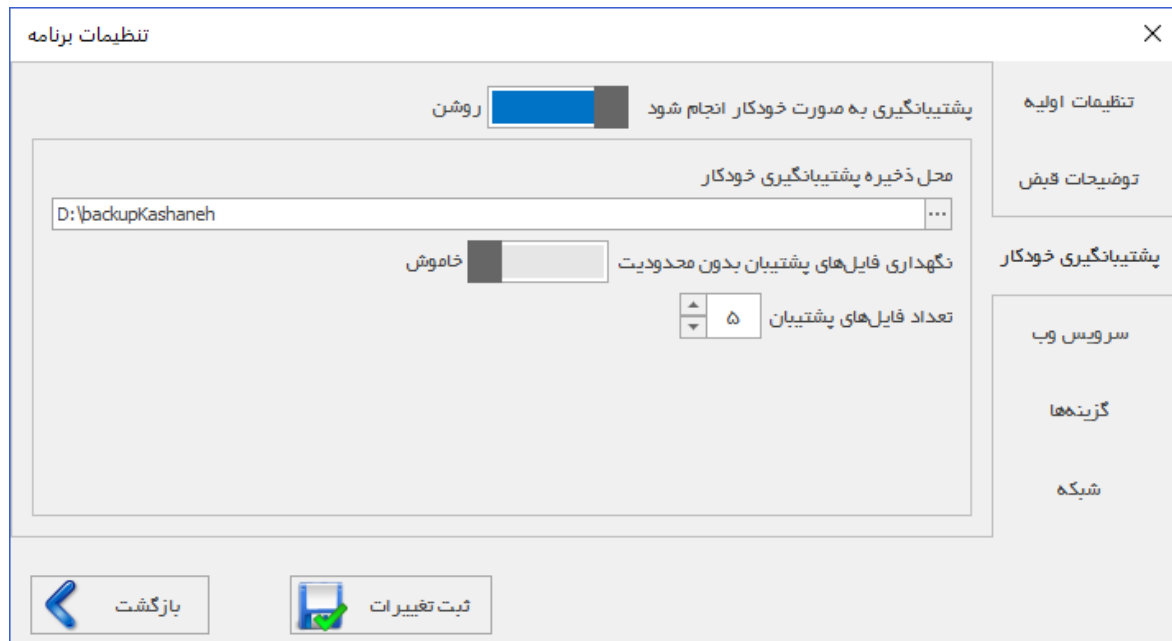 تنظیمات برنامه
تنظیمات اولیه
توضیحات قبض
پشتیبانگیری خودکار
سرویس وب
گزینه‌ها
شبکه
پشتیبانگیری به صورت خودکار انجام شود روشن
محل ذخیره پشتیبانگیری خودکار
D:\backupKashaneh ...
نگهداری فایل‌های پشتیبان بدون محدودیت خاموش
تعداد فایل‌های پشتیبان ۵
ثبت تغییرات
بازگشت